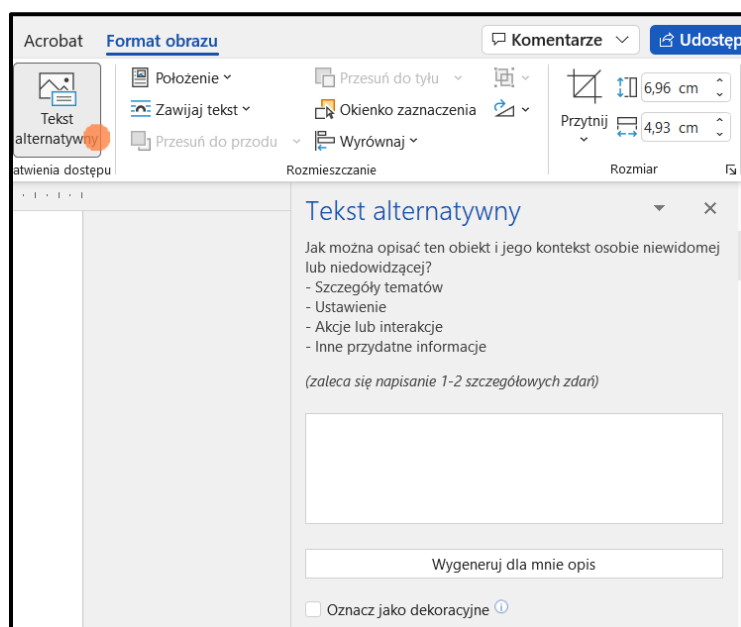 Acrobat Format obrazu Komentarze Udostęp
Tekst
alternatywny
Położenie
Zawijaj tekst
Przesuń do przodu
Przesuń do tyłu
Okienko zaznaczenia
Wyrównaj
Przytnij
6,96 cm
4,93 cm
atwienia dostępu Rozmieszczanie Rozmiar
Tekst alternatywny
Jak można opisać ten obiekt i jego kontekst osobie niewidomej
lub niedowidzącej?
- Szczegóły tematów
- Ustawienie
- Akcje lub interakcje
- Inne przydatne informacje
(zaleca się napisanie 1-2 szczegółowych zdań)
Wygeneruj dla mnie opis
Oznacz jako dekoracyjne